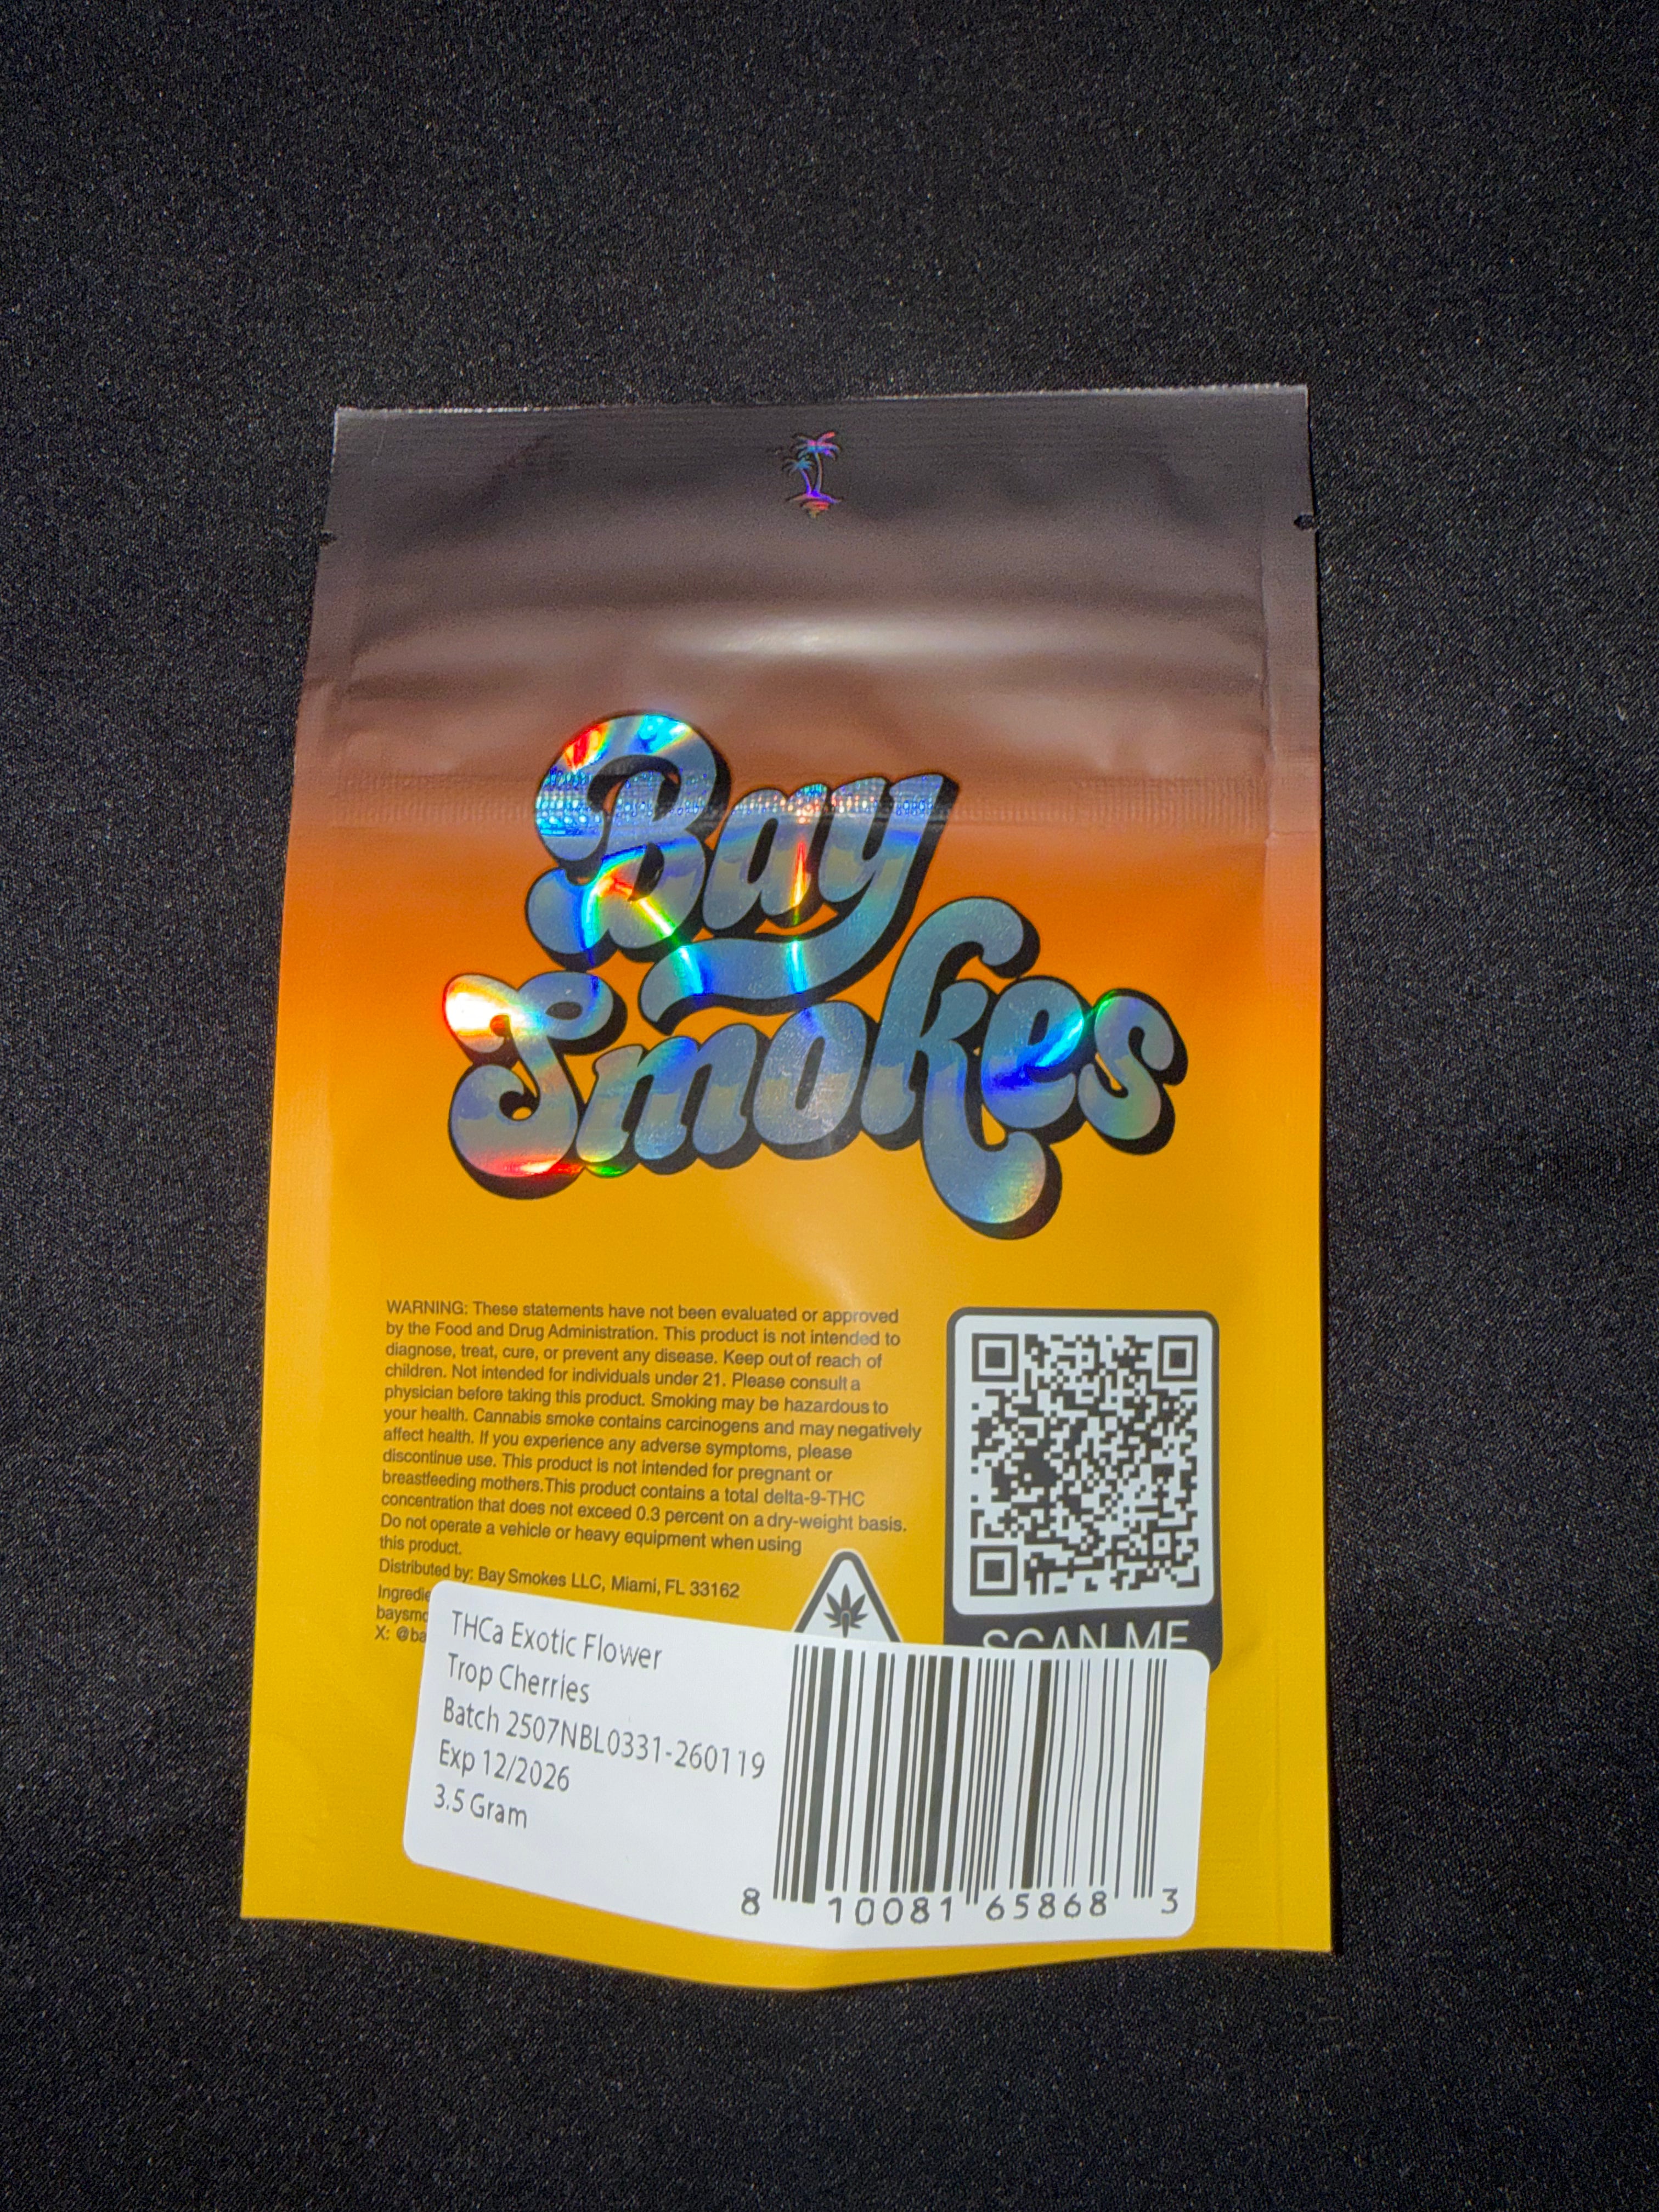 Bay
Smokes
WARNING: These statements have not been evaluated or approved
by the Food and Drug Administration. This product is not intended to
diagnose, treat, cure, or prevent any disease. Keep out of reach of
children. Not intended for individuals under 21. Please consult a
physician before taking this product. Smoking may be hazardous to
your health. Cannabis smoke contains carcinogens and may negatively
affect health. If you experience any adverse symptoms, please
discontinue use. This product is not intended for pregnant or
breastfeeding mothers.This product contains a total delta-9-THC
concentration that does not exceed 0.3 percent on a dry-weight basis.
Do not operate a vehicle or heavy equipment when using
this product.
Distributed by: Bay Smokes LLC, Miami, FL 33162
X:
SCAN ME
THCa Exotic Flower
Trop Cherries
Batch 2507NBL0331-260119
Exp 12/2026
3.5 Gram
8 10081 65868 3